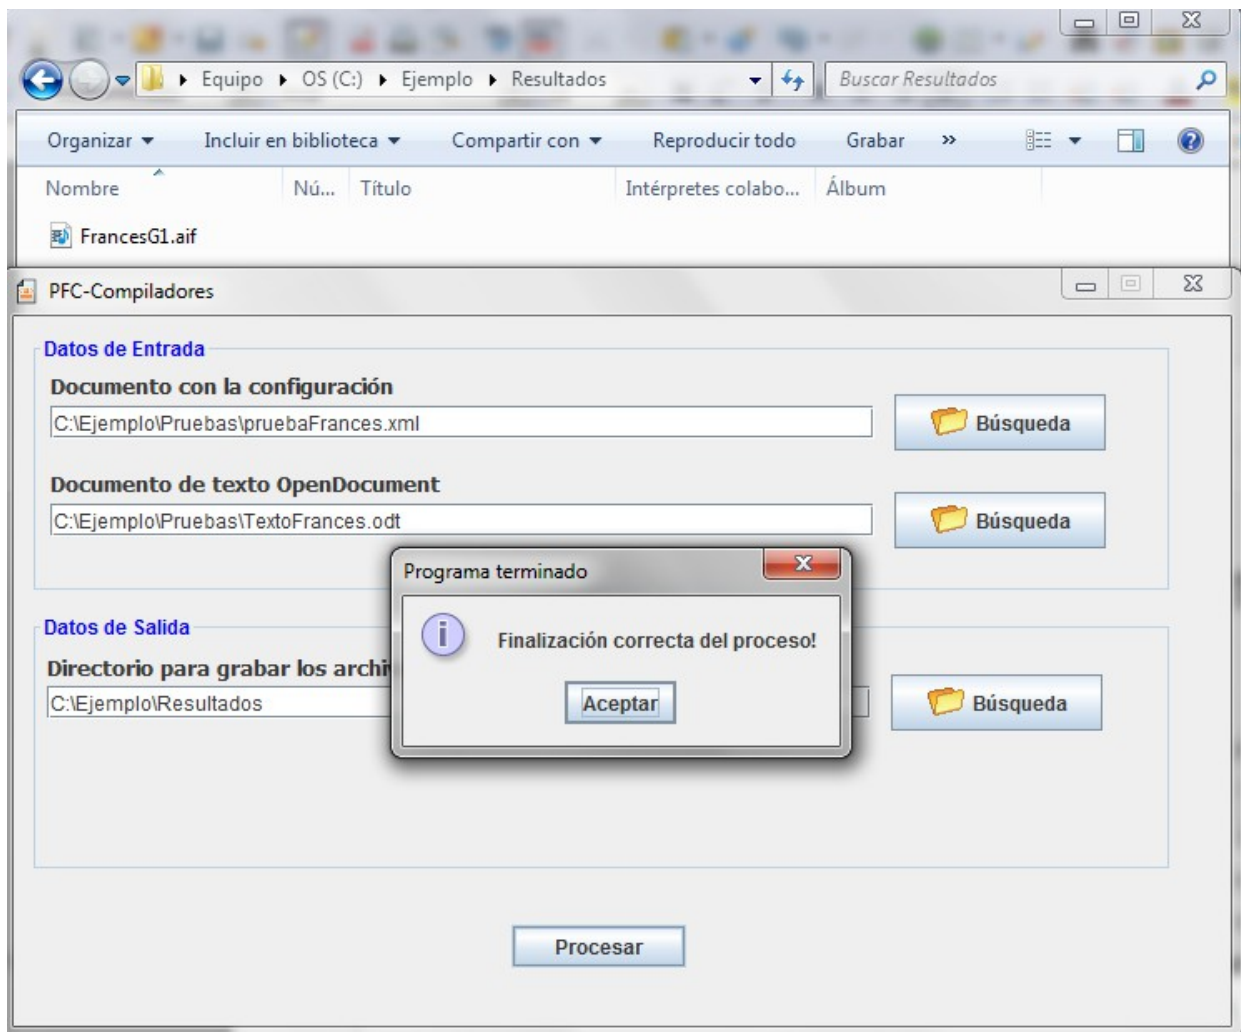 Equipo OS (C:) Ejemplo Resultados Buscar Resultados
Organizar Incluir en biblioteca Compartir con Reproducir todo Grabar »
Nombre Nú... Título Intérpretes colabo... Álbum
FrancesG1.aif
PFC-Compiladores
Datos de Entrada
Documento con la configuración
C:\Ejemplo\Pruebas\pruebaFrances.xml Búsqueda
Documento de texto OpenDocument
C:\Ejemplo\Pruebas\TextoFrances.odt Búsqueda
Programa terminado
Finalización correcta del proceso!
Aceptar
Datos de Salida
Directorio para grabar los
C:\Ejemplo\Resultados Búsqueda
Procesar